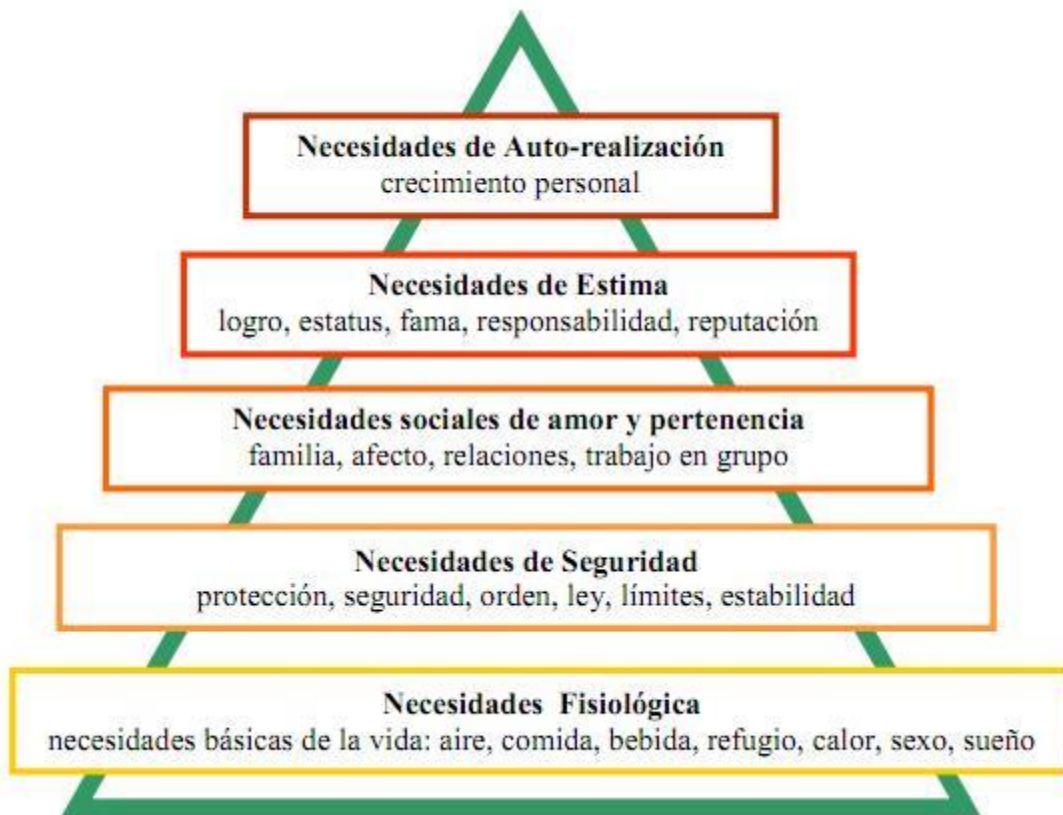 Necesidades de Auto-realización
crecimiento personal
Necesidades de Estima
logro, estatus, fama, responsabilidad, reputación
Necesidades sociales de amor y pertenencia
familia, afecto, relaciones, trabajo en grupo
Necesidades de Seguridad
protección, seguridad, orden, ley, límites, estabilidad
Necesidades Fisiológica
necesidades básicas de la vida: aire, comida, bebida, refugio, calor, sexo, sueño